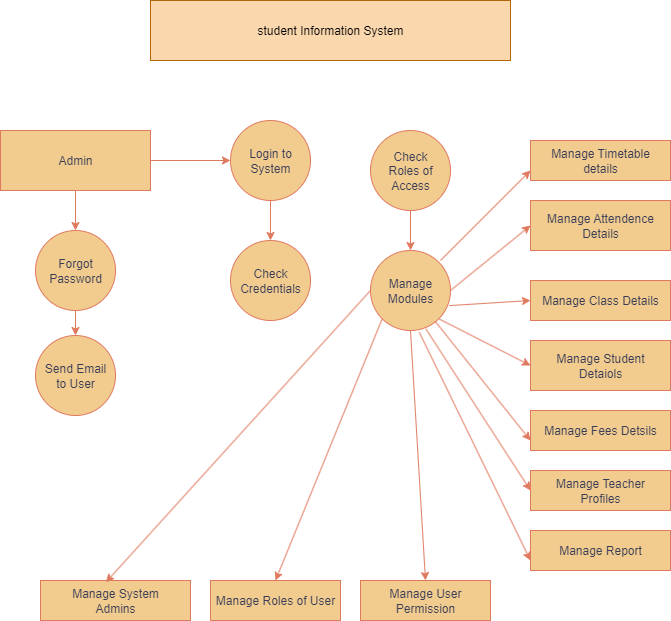 student Information System
Admin
Login to
System
Check
Roles of
Access
Manage Timetable
details
Manage Attendence
Details
Forgot
Password
Check
Credentials
Manage
Modules
Manage Class Details
Send Email
to User
Manage Student
Detaiols
Manage Fees Detsils
Manage Teacher
Profiles
Manage Report
Manage System
Admins
Manage Roles of User
Manage User
Permission